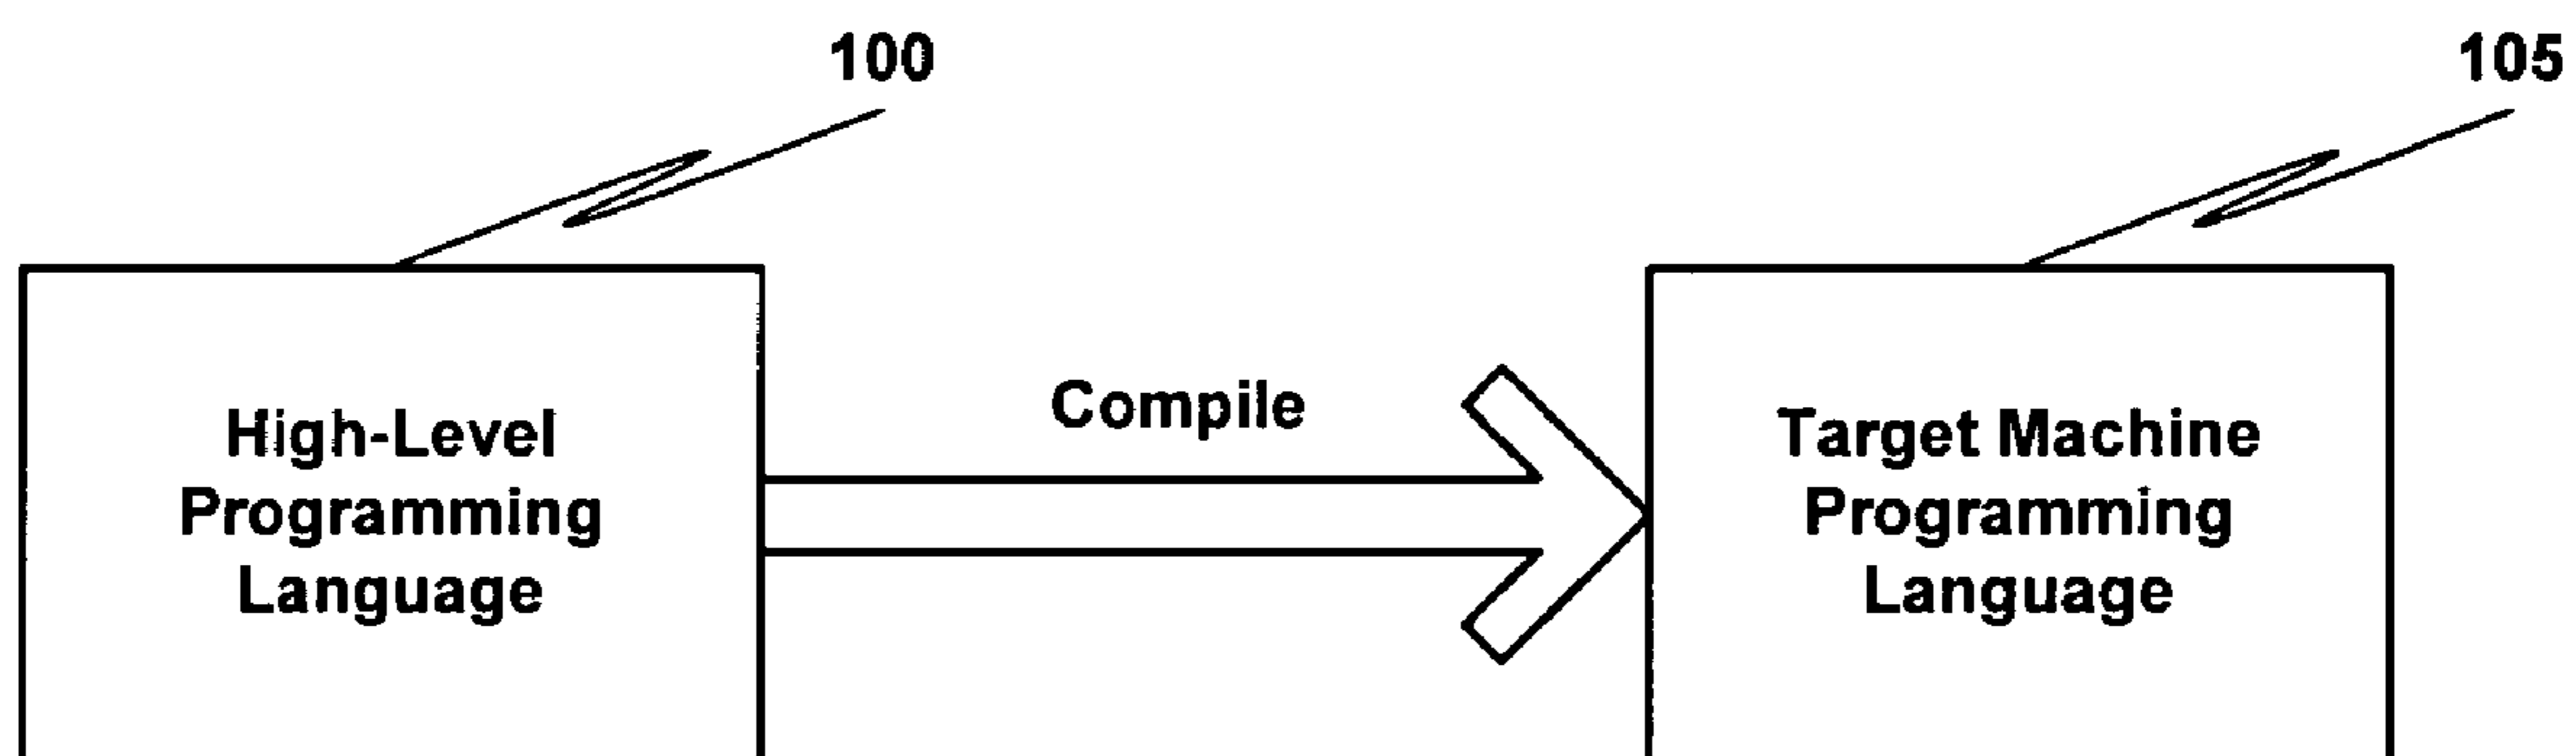 100
105
High-Level
Programming
Language
Compile
Target Machine
Programming
Language